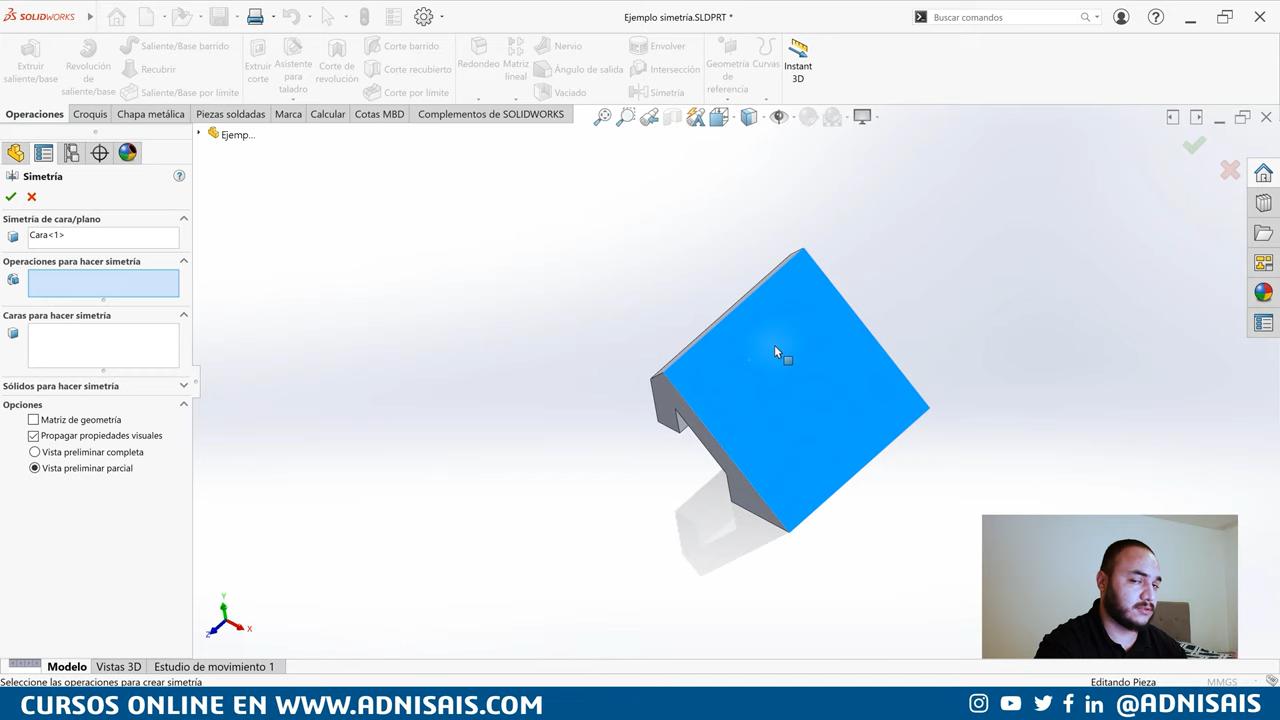 SOLIDWORKS
Ejemplo simetría.SLDPRT *
Buscar comandos
Extruir saliente/base
Revolución de saliente/base
Saliente/Base barrido
Recubrir
Saliente/Base por límite
Extruir corte
Asistente para taladro
Corte de revolución
Corte barrido
Corte recubierto
Corte por límite
Redondeo
Matriz lineal
Nervio
Ángulo de salida
Vaciado
Envolver
Intersección
Simetría
Geometría de referencia
Curvas
Instant 3D
Operaciones
Croquis
Chapa metálica
Piezas soldadas
Marca
Calcular
Cotas MBD
Complementos de SOLIDWORKS
Ejemp...
Simetría
Simetría de cara/plano
Cara<1>
Operaciones para hacer simetría
Caras para hacer simetría
Sólidos para hacer simetría
Opciones
Matriz de geometría
Propagar propiedades visuales
Vista preliminar completa
Vista preliminar parcial
Y
X
Z
Modelo
Vistas 3D
Estudio de movimiento 1
Seleccione las operaciones para crear simetría
Editando Pieza
MMGS
CURSOS ONLINE EN WWW.ADNISAIS.COM
@ADNISAIS